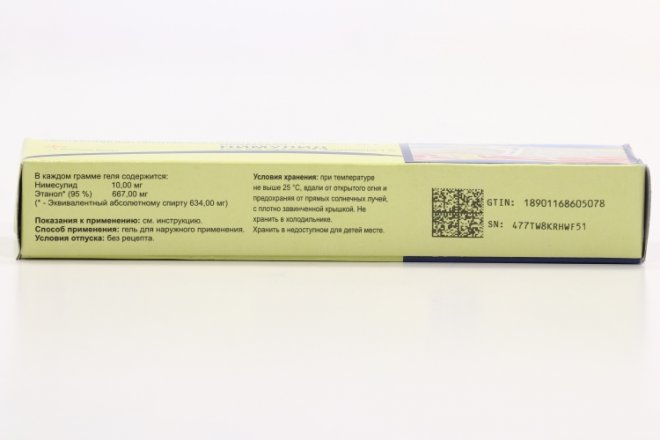 В каждом грамме геля содержится:
Нимесулид 10,00 мг
Этанол* (95 %) 667,00 мг
(* - Эквивалентный абсолютному спирту 634,00 мг)
Показания к применению: см. инструкцию.
Способ применения: гель для наружного применения.
Условия отпуска: без рецепта.
Условия хранения: при температуре
не выше 25 °С, вдали от открытого огня и
предохраняя от прямых солнечных лучей,
с плотно завинченной крышкой. Не
хранить в холодильнике.
Хранить в недоступном для детей месте.
GTIN: 18901168605078
SN: 477TW8KRHWF51